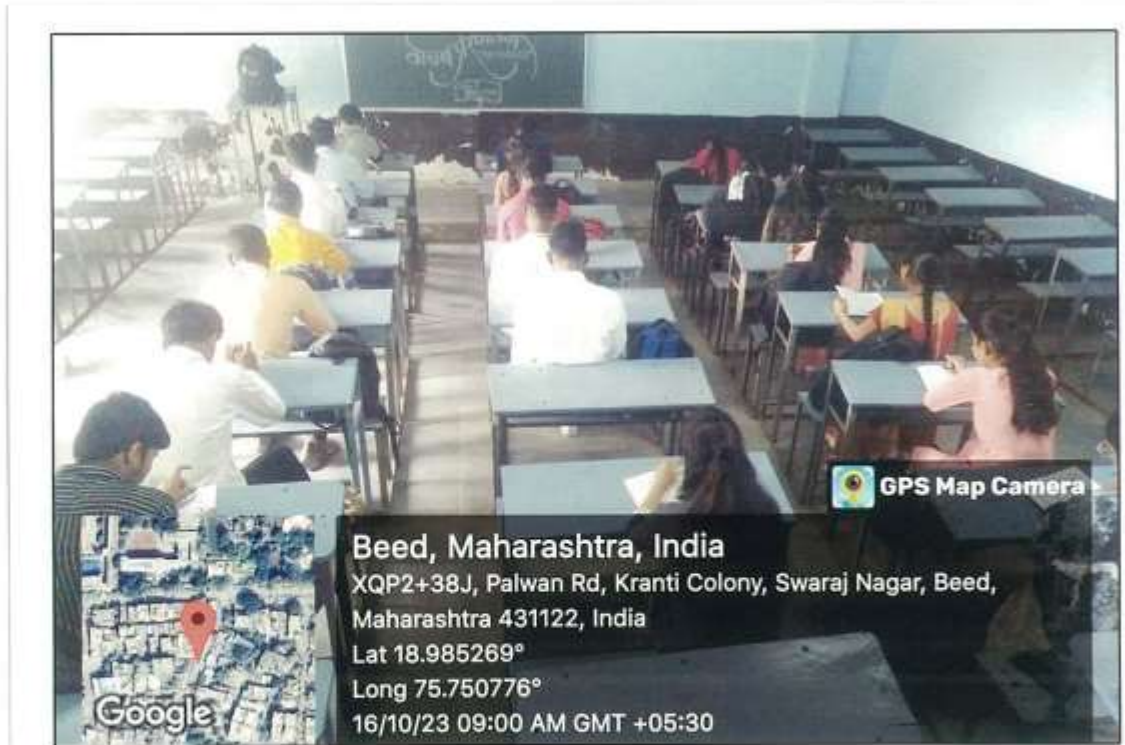 GPS Map Camera
Beed, Maharashtra, India
XQP2+38J, Palwan Rd, Kranti Colony, Swaraj Nagar, Beed,
Maharashtra 431122, India
Lat 18.985269°
Long 75.750776°
16/10/23 09:00 AM GMT +05:30
Google